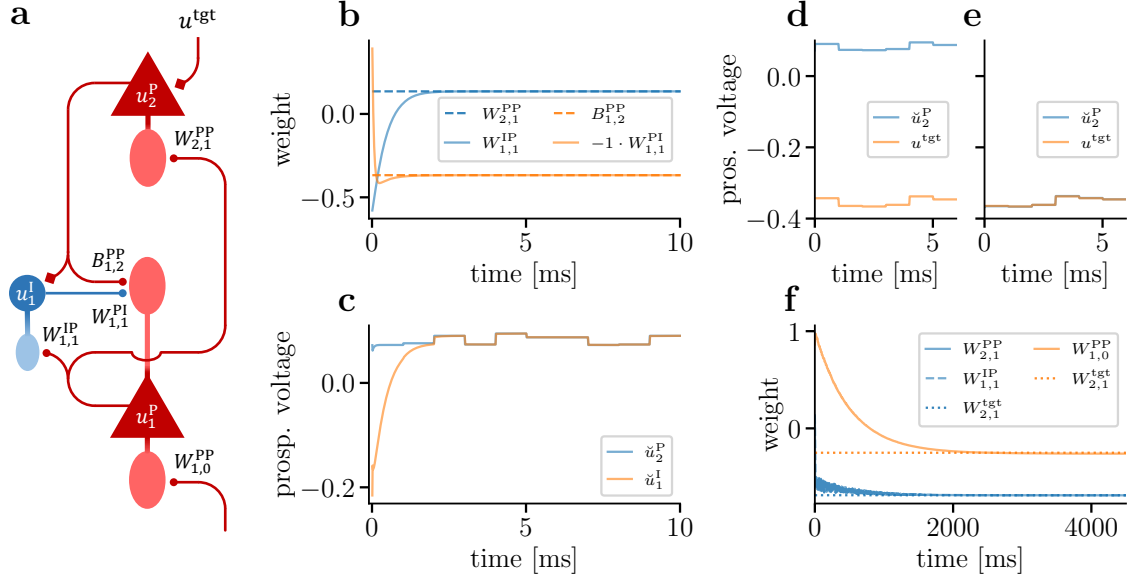 a
u^tgt
u_2^P
W_{2,1}^PP
B_{1,2}^PP
u_1^I
W_{1,1}^PI
W_{1,1}^IP
u_1^P
W_{1,0}^PP
b
weight
0.0
−0.5
W_{2,1}^PP
B_{1,2}^PP
W_{1,1}^IP
−1 · W_{1,1}^PI
0
5
10
time [ms]
c
prosp. voltage
0.0
−0.2
ŭ_2^P
ŭ_1^I
0
5
10
time [ms]
d
pros. voltage
0.0
−0.2
−0.4
ŭ_2^P
u^tgt
0
5
time [ms]
e
ŭ_2^P
u^tgt
0
5
time [ms]
f
weight
1
0
W_{2,1}^PP
W_{1,0}^PP
W_{1,1}^IP
W_{2,1}^tgt
W_{2,1}^tgt
0
2000
4000
time [ms]